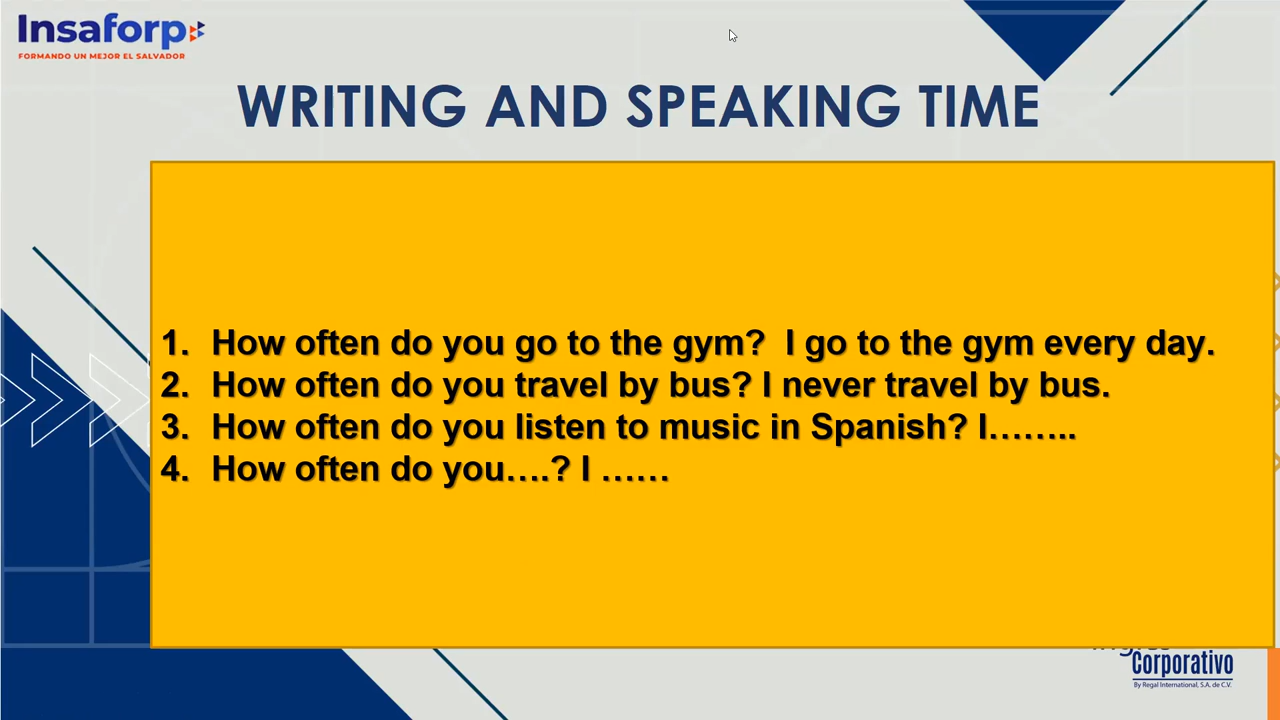 Insaforp
FORMANDO UN MEJOR EL SALVADOR
WRITING AND SPEAKING TIME
1. How often do you go to the gym?  I go to the gym every day.
2. How often do you travel by bus? I never travel by bus.
3. How often do you listen to music in Spanish? I……..
4. How often do you….? I ……
Corporativo
By Regal International, S.A. de C.V.